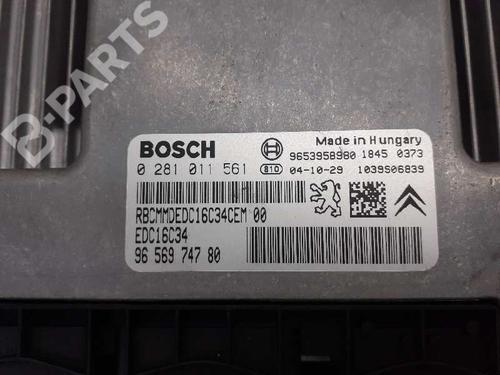 B-PARTS
BOSCH
Made in Hungary
9653958980 1845 0373
0 281 011 561 B10 04-10-29 1039S06839
RBCMMDEDC16C34CEM 00
EDC16C34
96 569 747 80